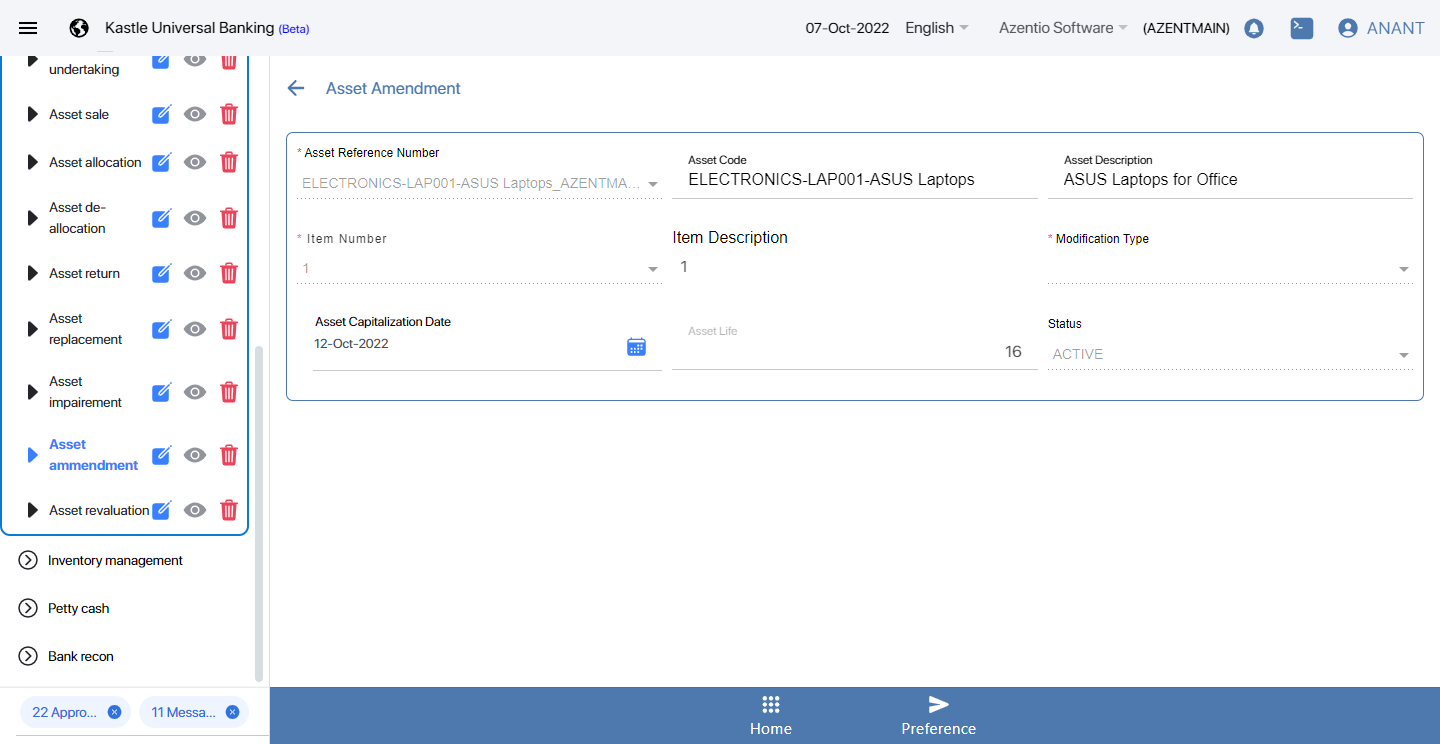 Kastle Universal Banking (Beta)
07-Oct-2022 English Azentio Software (AZENTMAIN) ANANT
undertaking
Asset sale
Asset allocation
Asset de-
allocation
Asset return
Asset
replacement
Asset
impairement
Asset
ammendment
Asset revaluation
Inventory management
Petty cash
Bank recon
22 Appro...
11 Messa...
Asset Amendment
* Asset Reference Number
ELECTRONICS-LAP001-ASUS Laptops_AZENTMA...
Asset Code
ELECTRONICS-LAP001-ASUS Laptops
Asset Description
ASUS Laptops for Office
* Item Number
1
Item Description
1
* Modification Type
Asset Capitalization Date
12-Oct-2022
Asset Life
16
Status
ACTIVE
Home
Preference